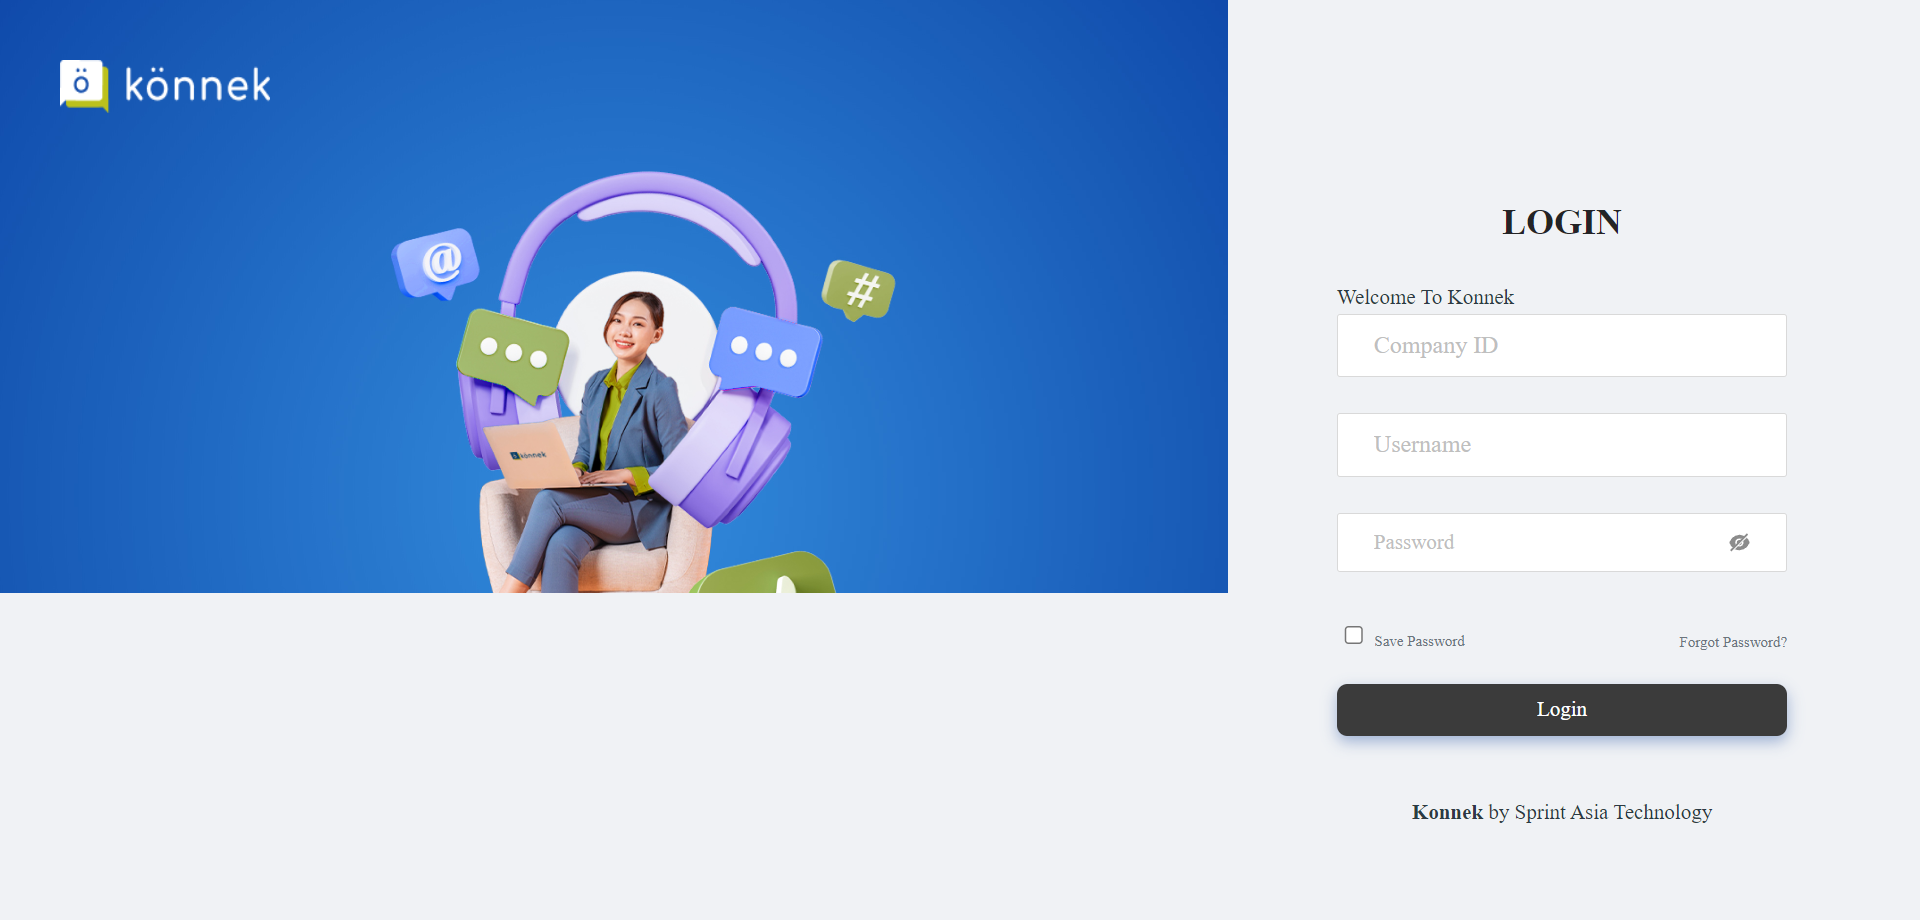 ö könnek
@
#
ö könnek
LOGIN
Welcome To Konnek
Company ID
Username
Password
Save Password
Forgot Password?
Login
Konnek by Sprint Asia Technology